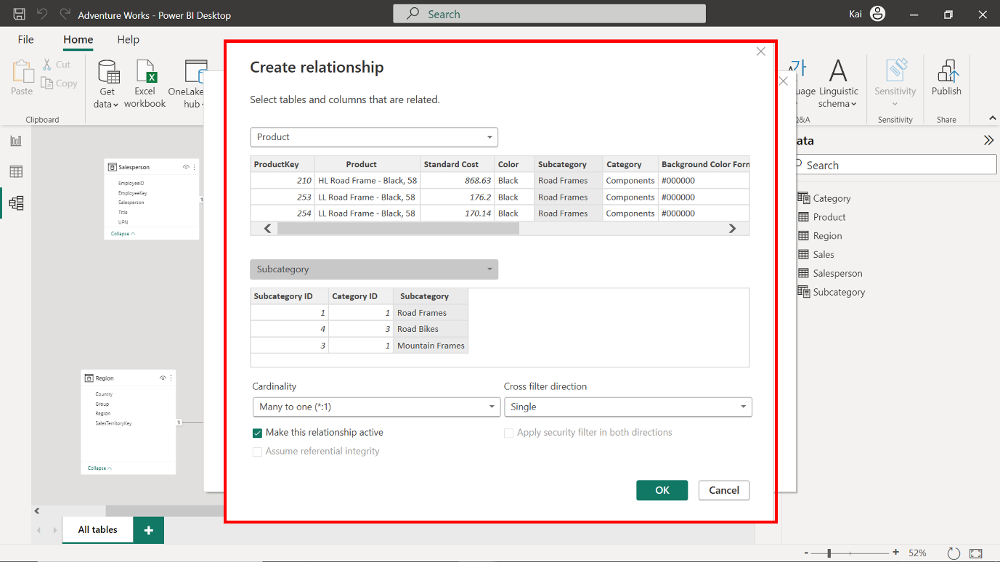 Adventure Works - Power BI Desktop
Search
Kai
File
Home
Help
Paste
Cut
Copy
Clipboard
Get data
Excel workbook
OneLake
hub
uage
Linguistic schema
Q&A
Sensitivity
Sensitivity
Publish
Share
Salesperson
EmployeeID
EmployeeKey
Salesperson
Title
UPN
Collapse
1
Region
Country
Group
Region
SalesTerritoryKey
Collapse
1
Create relationship
Select tables and columns that are related.
Product
ProductKey Product Standard Cost Color Subcategory Category Background Color Forn
210 HL Road Frame - Black, 58 868.63 Black Road Frames Components #000000
253 LL Road Frame - Black, 58 176.2 Black Road Frames Components #000000
254 LL Road Frame - Black, 58 170.14 Black Road Frames Components #000000
Subcategory
Subcategory ID Category ID Subcategory
1 1 Road Frames
4 3 Road Bikes
3 1 Mountain Frames
Cardinality
Many to one (*:1)
Cross filter direction
Single
Make this relationship active
Apply security filter in both directions
Assume referential integrity
OK
Cancel
ata
Search
Category
Product
Region
Sales
Salesperson
Subcategory
All tables
+
- + 52%